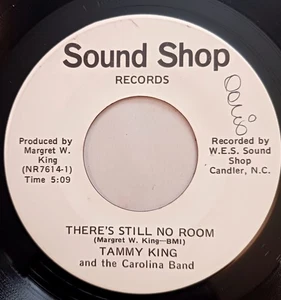 Sound Shop
RECORDS
Produced by
Margret W.
King
(NR7614-1)
Time 5:09
Recorded by
W.E.S. Sound
Shop
Candler, N.C.
THERE'S STILL NO ROOM
(Margret W. King—BMI)
TAMMY KING
and the Carolina Band